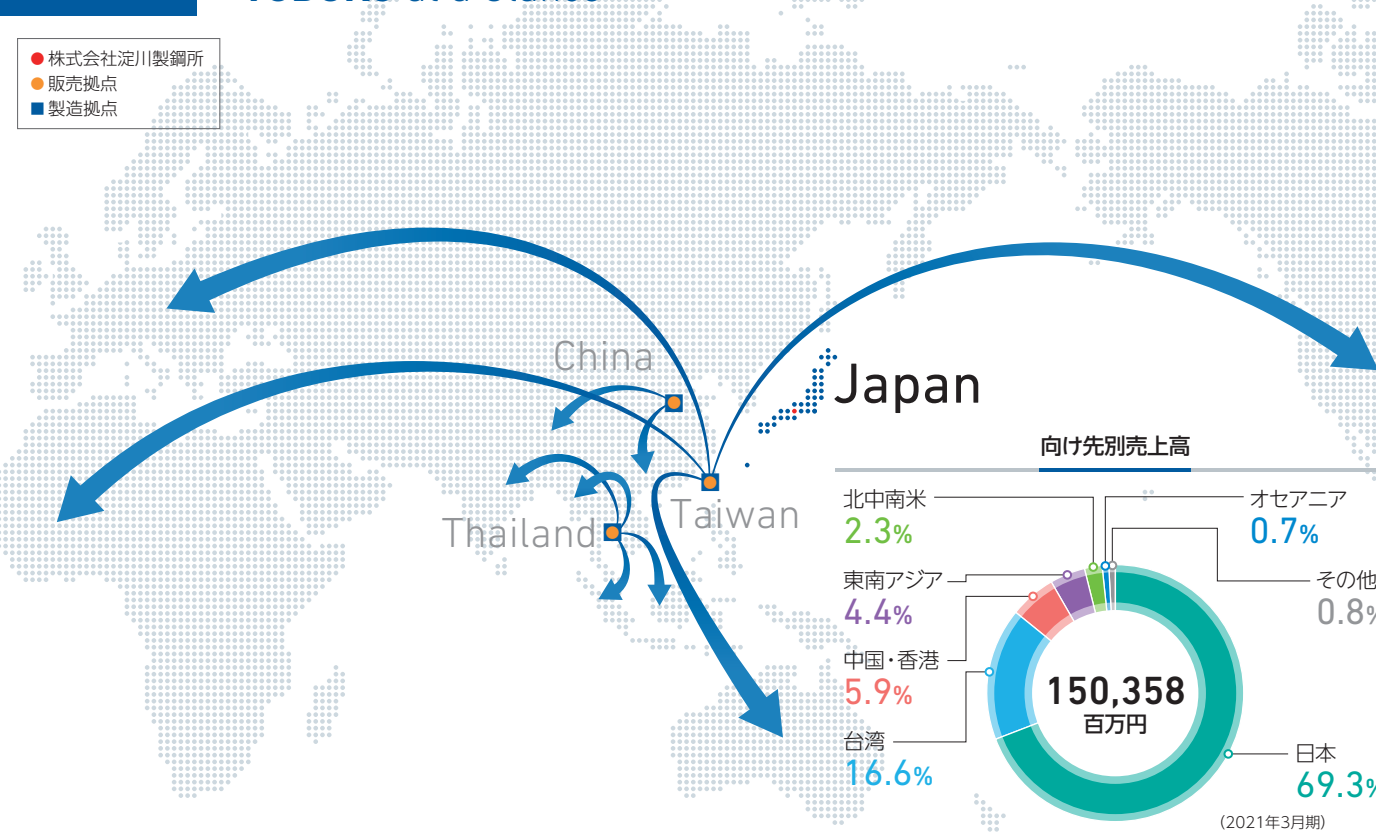 株式会社淀川製鋼所
販売拠点
製造拠点
China
Japan
Taiwan
Thailand
向け先別売上高
北中南米
2.3%
オセアニア
0.7%
東南アジア
4.4%
その他
0.8%
中国・香港
5.9%
150,358
百万円
台湾
16.6%
日本
69.3%
(2021年3月期)